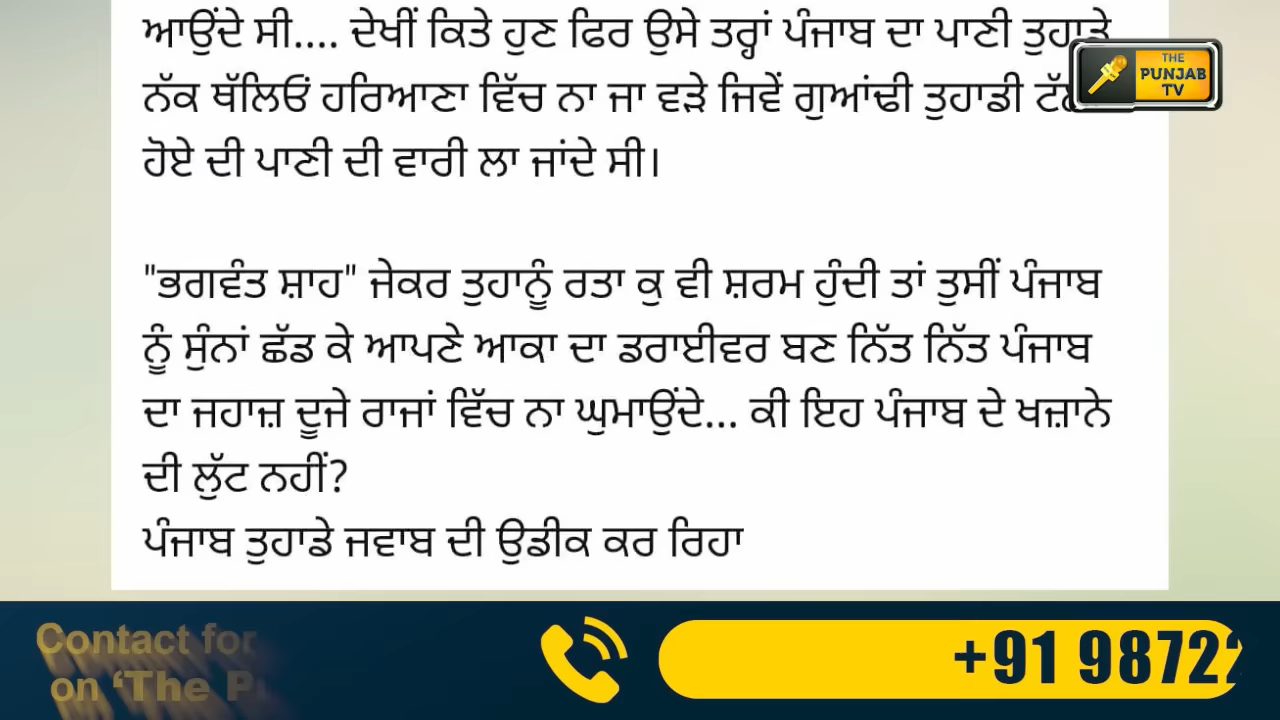 ਆਉਂਦੇ ਸੀ.... ਦੇਖੀਂ ਕਿਤੇ ਹੁਣ ਫਿਰ ਉਸੇ ਤਰ੍ਹਾਂ ਪੰਜਾਬ ਦਾ ਪਾਣੀ ਤੁਹਾਡੇ
ਨੱਕ ਥੱਲਿਓਂ ਹਰਿਆਣਾ ਵਿੱਚ ਨਾ ਜਾ ਵੜੇ ਜਿਵੇਂ ਗੁਆਂਢੀ ਤੁਹਾਡੀ
ਹੋਏ ਦੀ ਪਾਣੀ ਦੀ ਵਾਰੀ ਲਾ ਜਾਂਦੇ ਸੀ।
"ਭਗਵੰਤ ਸ਼ਾਹ" ਜੇਕਰ ਤੁਹਾਨੂੰ ਰਤਾ ਕੁ ਵੀ ਸ਼ਰਮ ਹੁੰਦੀ ਤਾਂ ਤੁਸੀਂ ਪੰਜਾਬ
ਨੂੰ ਸੁੰਨਾਂ ਛੱਡ ਕੇ ਆਪਣੇ ਆਕਾ ਦਾ ਡਰਾਈਵਰ ਬਣ ਨਿੱਤ ਨਿੱਤ ਪੰਜਾਬ
ਦਾ ਜਹਾਜ਼ ਦੂਜੇ ਰਾਜਾਂ ਵਿੱਚ ਨਾ ਘੁਮਾਉਂਦੇ... ਕੀ ਇਹ ਪੰਜਾਬ ਦੇ ਖਜ਼ਾਨੇ
ਦੀ ਲੁੱਟ ਨਹੀਂ?
ਪੰਜਾਬ ਤੁਹਾਡੇ ਜਵਾਬ ਦੀ ਉਡੀਕ ਕਰ ਰਿਹਾ
THE
PUNJAB
TV
Contact for
on ‘The P
+91 9872